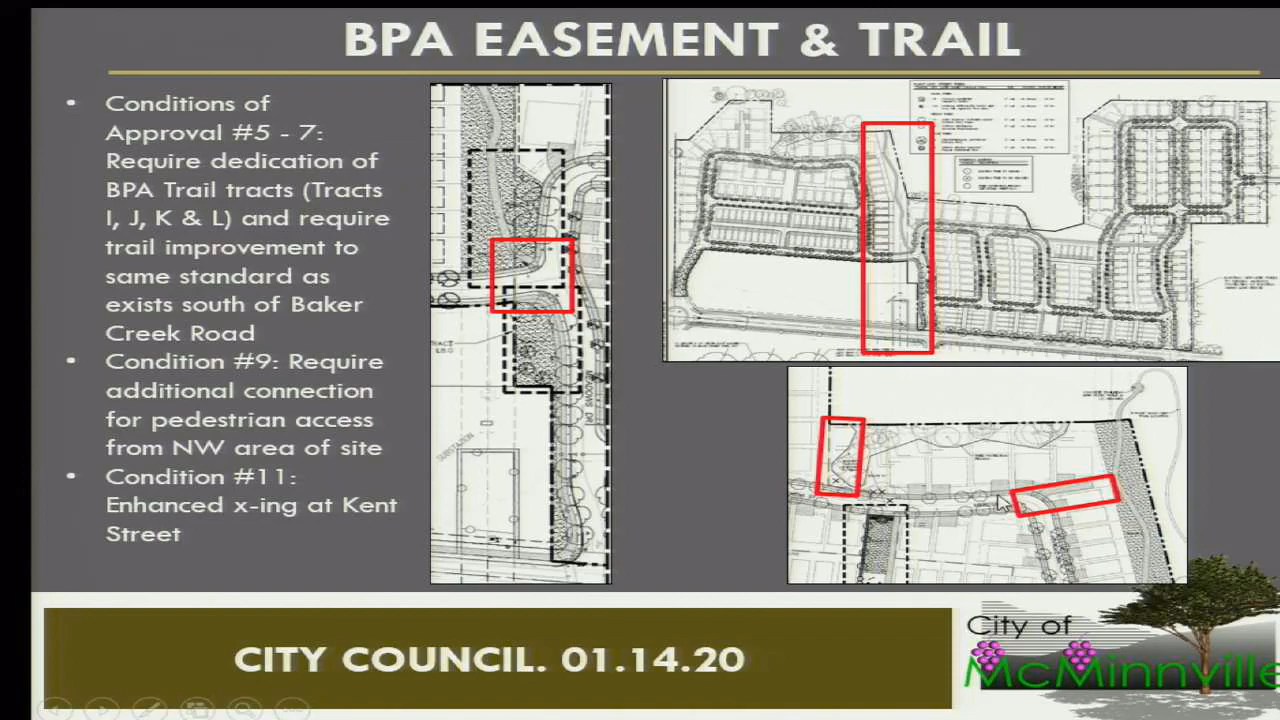 BPA EASEMENT & TRAIL
• Conditions of
Approval #5 - 7:
Require dedication of
BPA Trail tracts (Tracts
I, J, K & L) and require
trail improvement to
same standard as
exists south of Baker
Creek Road
• Condition #9: Require
additional connection
for pedestrian access
from NW area of site
• Condition #11:
Enhanced x-ing at Kent
Street
SUBSTATION
CITY COUNCIL. 01.14.20
City of
McMinnville